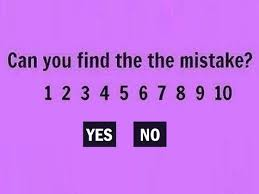 Can you find the the mistake?
1 2 3 4 5 6 7 8 9 10
YES NO